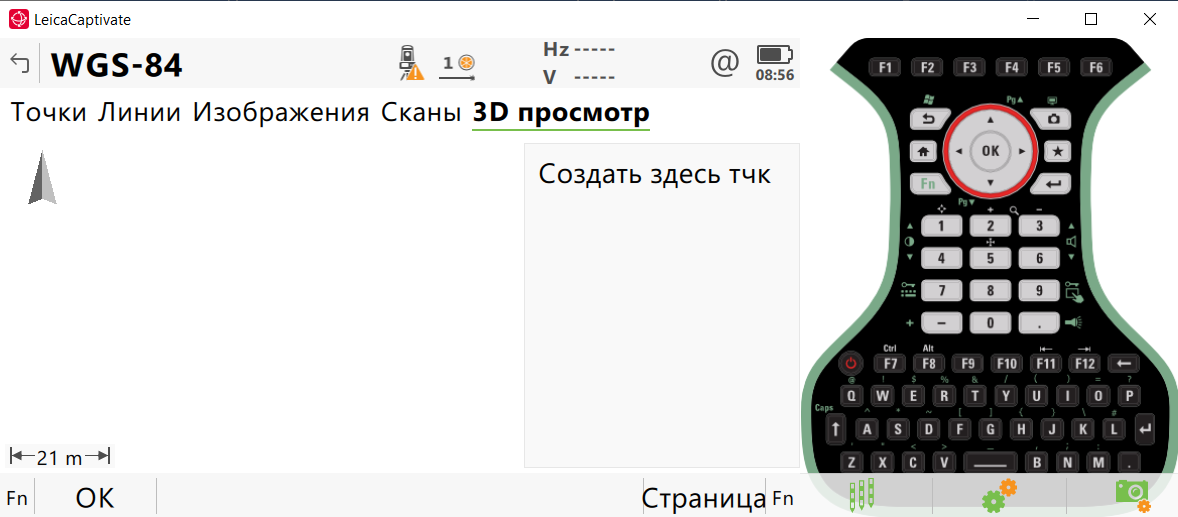 LeicaCaptivate
WGS-84
1
Hz -----
V -----
@
08:56
Точки Линии Изображения Сканы 3D просмотр
Создать здесь тчк
21 m
Fn OK Страница Fn
F1 F2 F3 F4 F5 F6
Pg
OK
Fn
Pg
+ -
1 2 3
4 5 6
7 8 9
+ - 0 .
Ctrl Alt
F7 F8 F9 F10 F11 F12
@ ! $ % & / ( ) = ?
Q W E R T Y U I O P
Caps ^ * ~ [ ] { } \ #
A S D F G H J K L
' " < > _ , ; :
Z X C V B N M .